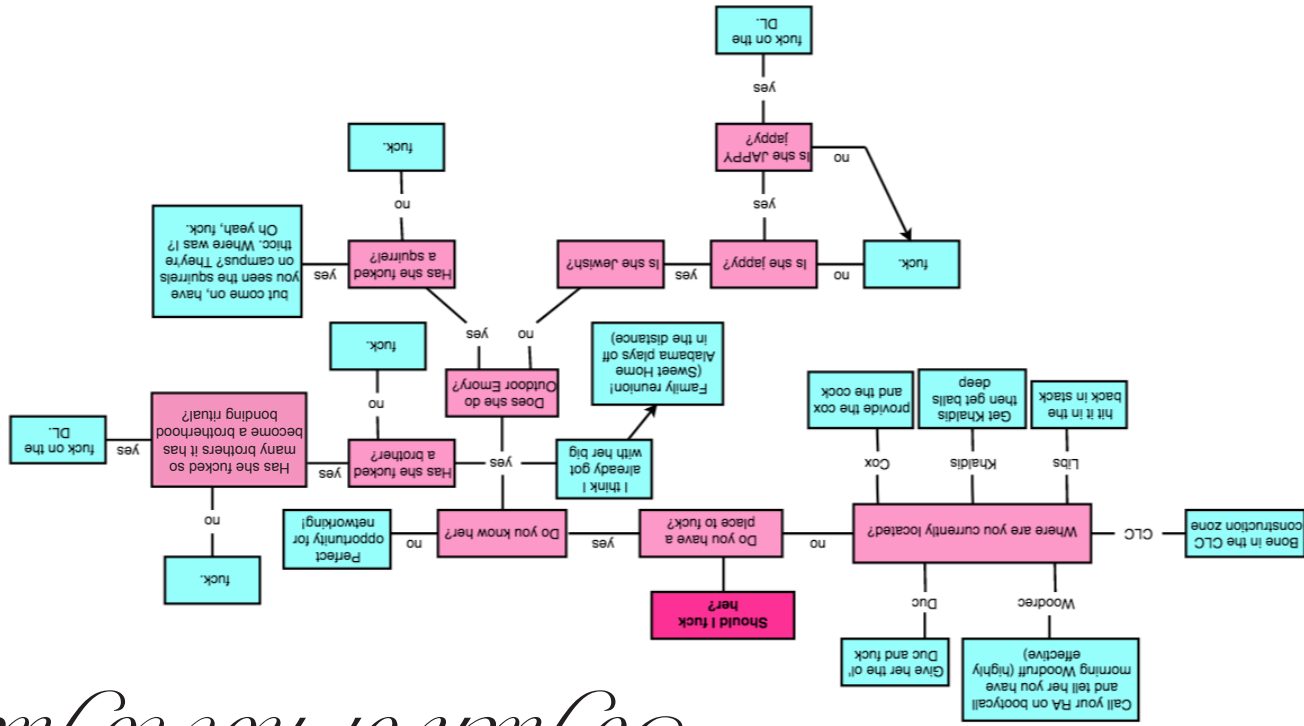 Call your RA on bootycall
and tell her you have
morning Woodruff (highly
effective)
Give her the ol'
Duc and fuck
Woodrec
Duc
Should I fuck
her?
Bone in the CLC
construction zone
CLC
Where are you currently located?
no
Do you have a
place to fuck?
yes
Do you know her?
no
Perfect
opportunity for
networking!
fuck.
no
Libs
Khaldis
Cox
hit it in the
back in stack
Get Khaldis
then get balls
deep
provide the cox
and the cock
I think I
already got
with her big
yes
Has she fucked
a brother?
yes
Has she fucked so
many brothers it has
become a brotherhood
bonding ritual?
yes
fuck on the
DL.
Family reunion!
(Sweet Home
Alabama plays off
in the distance)
Does she do
Outdoor Emory?
no
fuck.
no
yes
fuck.
no
Is she jappy?
yes
Is she Jewish?
Has she fucked
a squirrel?
yes
but come on, have
you seen the squirrels
on campus? They're
thicc. Where was I?
Oh yeah, fuck.
yes
no
no
Is she JAPPY
jappy?
fuck.
yes
fuck on the
DL.